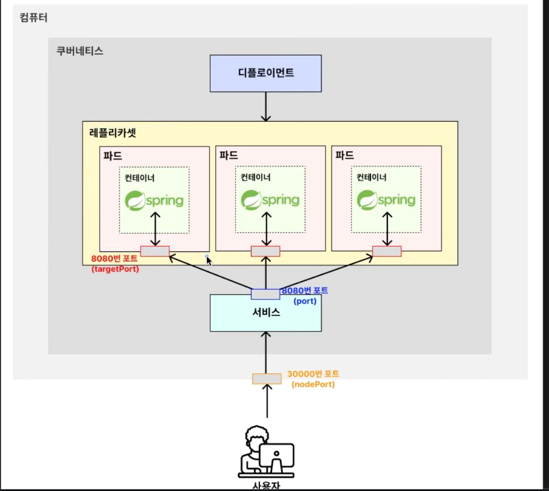 컴퓨터
쿠버네티스
디플로이먼트
레플리카셋
파드
파드
파드
컨테이너
컨테이너
컨테이너
spring
spring
spring
8080번 포트
(targetPort)
8080번 포트
(port)
서비스
30000번 포트
(nodePort)
사용자